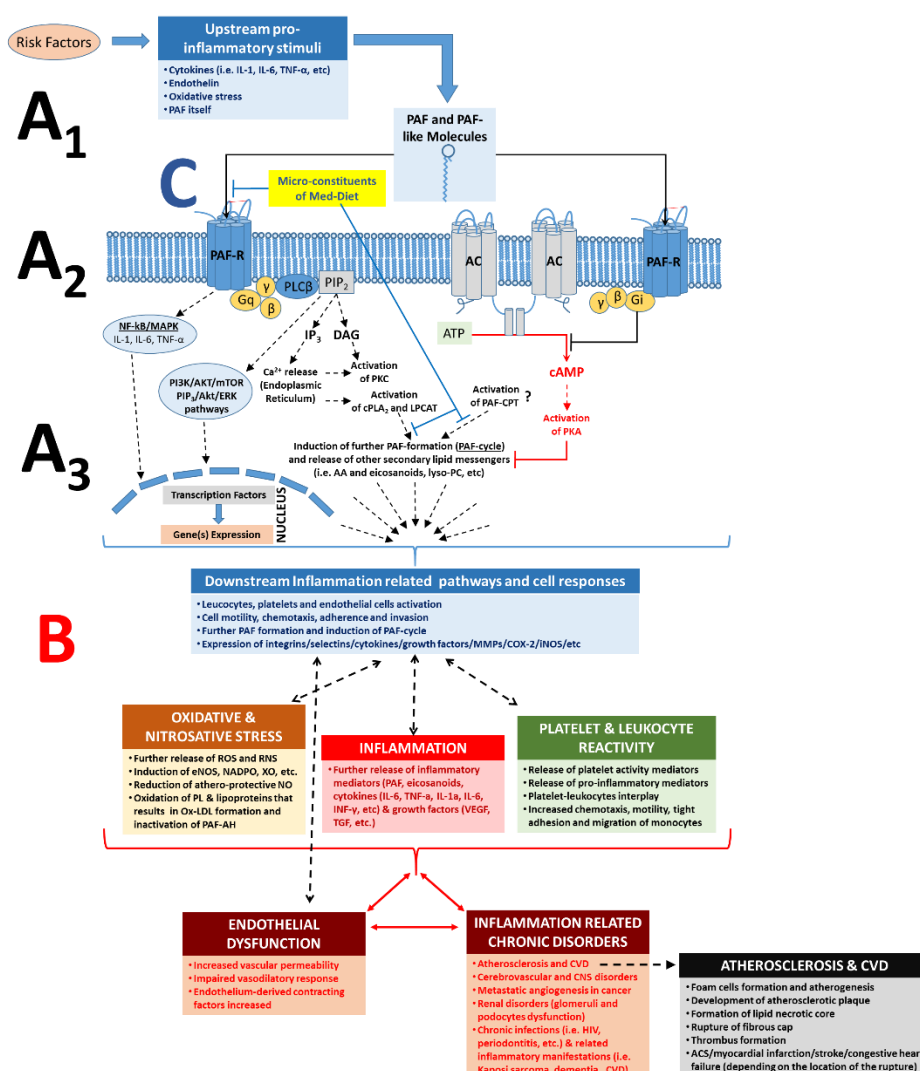 Risk Factors
Upstream pro-
inflammatory stimuli
• Cytokines (i.e. IL-1, IL-6, TNF-α, etc)
• Endothelin
• Oxidative stress
• PAF itself
A1
PAF and PAF-
like Molecules
C
Micro-constituents
of Med-Diet
A2
PAF-R
Gq
γ
β
PLCβ
PIP2
AC
AC
PAF-R
γ
β
Gi
NF-kB/MAPK
IL-1, IL-6, TNF-α
IP3
DAG
ATP
cAMP
Ca2+ release
(Endoplasmic
Reticulum)
Activation
of PKC
PI3K/AKT/mTOR
PIP3/Akt/ERK
pathways
Activation
of cPLA2 and LPCAT
Activation
of PAF-CPT
?
Activation
of PKA
A3
Induction of further PAF-formation (PAF-cycle)
and release of other secondary lipid messengers
(i.e. AA and eicosanoids, lyso-PC, etc)
Transcription Factors
Gene(s) Expression
NUCLEUS
Downstream Inflammation related pathways and cell responses
• Leucocytes, platelets and endothelial cells activation
• Cell motility, chemotaxis, adherence and invasion
• Further PAF formation and induction of PAF-cycle
• Expression of integrins/selectins/cytokines/growth factors/MMPs/COX-2/iNOS/etc
B
OXIDATIVE &
NITROSATIVE STRESS
• Further release of ROS and RNS
• Induction of eNOS, NADPO, XO, etc.
• Reduction of athero-protective NO
• Oxidation of PL & lipoproteins that
results in Ox-LDL formation and
inactivation of PAF-AH
INFLAMMATION
• Further release of inflammatory
mediators (PAF, eicosanoids,
cytokines (IL-6, TNF-a, IL-1a, IL-6,
INF-γ, etc) & growth factors (VEGF,
TGF, etc.)
PLATELET & LEUKOCYTE
REACTIVITY
• Release of platelet activity mediators
• Release of pro-inflammatory mediators
• Platelet-leukocytes interplay
• Increased chemotaxis, motility, tight
adhesion and migration of monocytes
ENDOTHELIAL
DYSFUNCTION
• Increased vascular permeability
• Impaired vasodilatory response
• Endothelium-derived contracting
factors increased
INFLAMMATION RELATED
CHRONIC DISORDERS
• Atherosclerosis and CVD
• Cerebrovascular and CNS disorders
• Metastatic angiogenesis in cancer
• Renal disorders (glomeruli and
podocytes dysfunction)
• Chronic infections (i.e. HIV,
periodontitis, etc.) & related
inflammatory manifestations (i.e.
Kaposi sarcoma, dementia, CVD)
ATHEROSCLEROSIS & CVD
• Foam cells formation and atherogenesis
• Development of atherosclerotic plaque
• Formation of lipid necrotic core
• Rupture of fibrous cap
• Thrombus formation
• ACS/myocardial infarction/stroke/congestive hear
failure (depending on the location of the rupture)